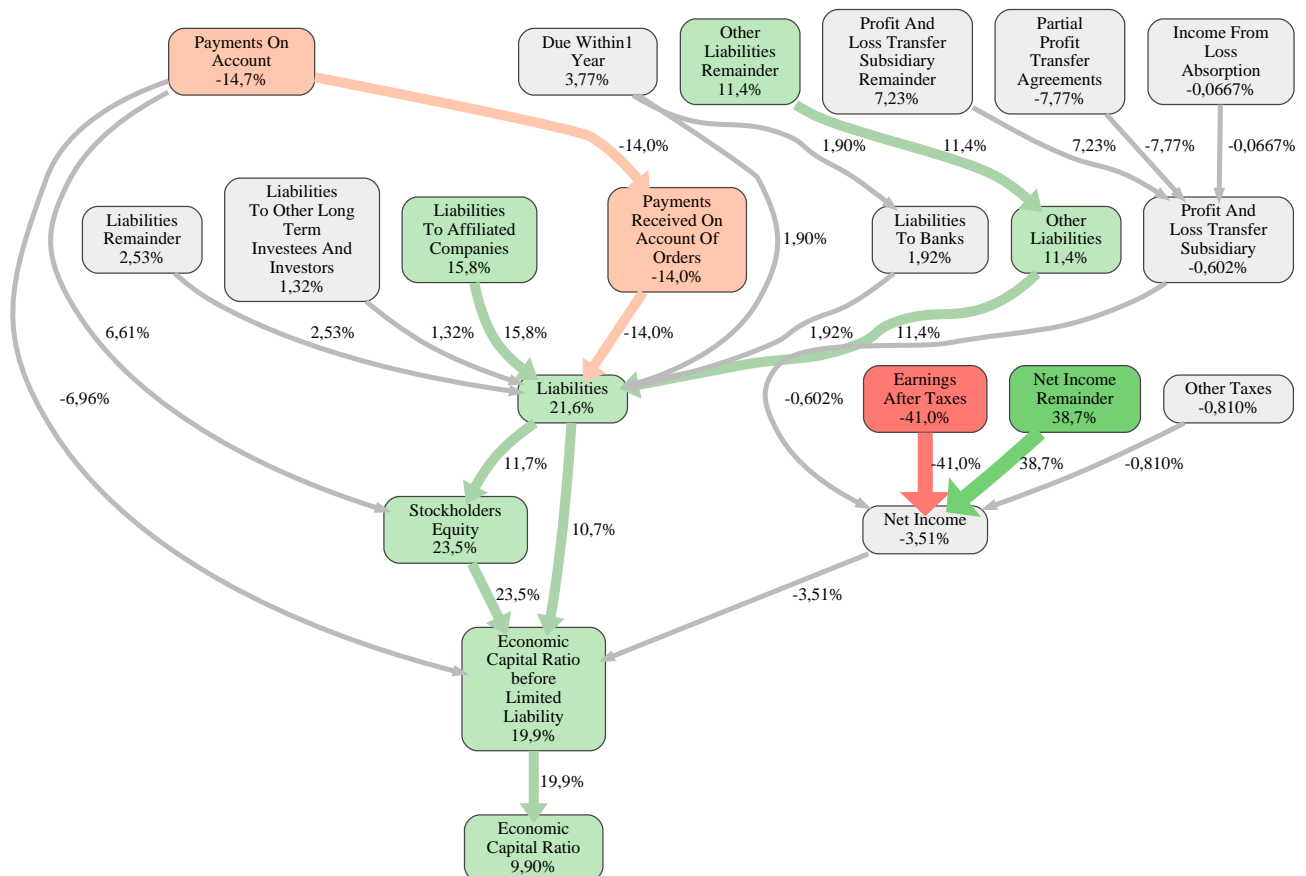 Payments On
Account
-14,7%
Due Within1
Year
3,77%
Other
Liabilities
Remainder
11,4%
Profit And
Loss Transfer
Subsidiary
Remainder
7,23%
Partial
Profit
Transfer
Agreements
-7,77%
Income From
Loss
Absorption
-0,0667%
-14,0%
1,90%
11,4%
7,23%
-7,77%
-0,0667%
Liabilities
Remainder
2,53%
Liabilities
To Other Long
Term
Investees And
Investors
1,32%
Liabilities
To Affiliated
Companies
15,8%
Payments
Received On
Account Of
Orders
-14,0%
1,90%
Liabilities
To Banks
1,92%
Other
Liabilities
11,4%
Profit And
Loss Transfer
Subsidiary
-0,602%
6,61%
2,53%
1,32%
15,8%
-14,0%
1,92%
11,4%
-6,96%
Liabilities
21,6%
-0,602%
Earnings
After Taxes
-41,0%
Net Income
Remainder
38,7%
Other Taxes
-0,810%
11,7%
-41,0%
38,7%
-0,810%
Stockholders
Equity
23,5%
10,7%
Net Income
-3,51%
23,5%
-3,51%
Economic
Capital Ratio
before
Limited
Liability
19,9%
19,9%
Economic
Capital Ratio
9,90%